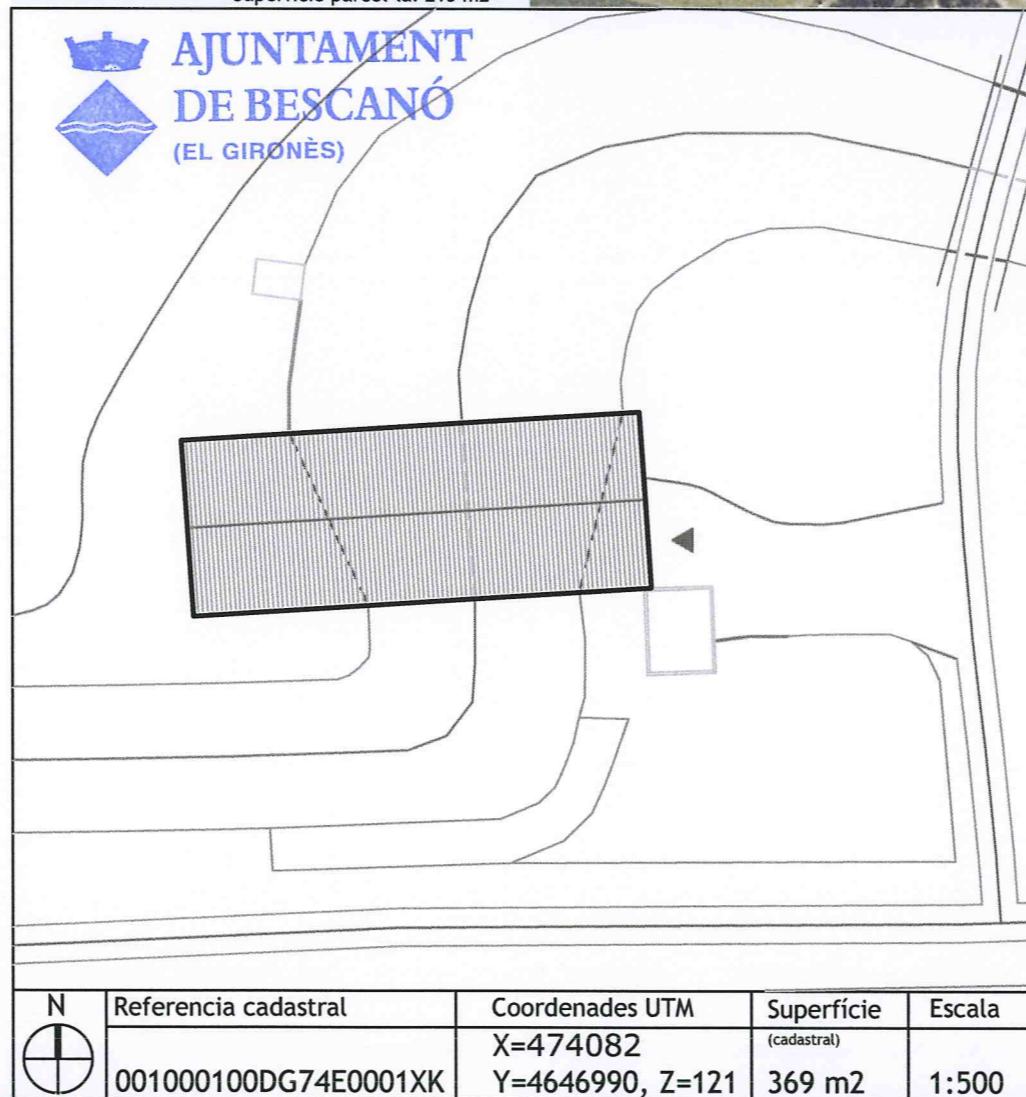 AJUNTAMENT
DE BESCANÓ
(EL GIRONÈS)
N
Referencia cadastral
Coordenades UTM
Superfície
Escala
(cadastral)
X=474082
001000100DG74E0001XK
Y=4646990, Z=121
369 m2
1:500